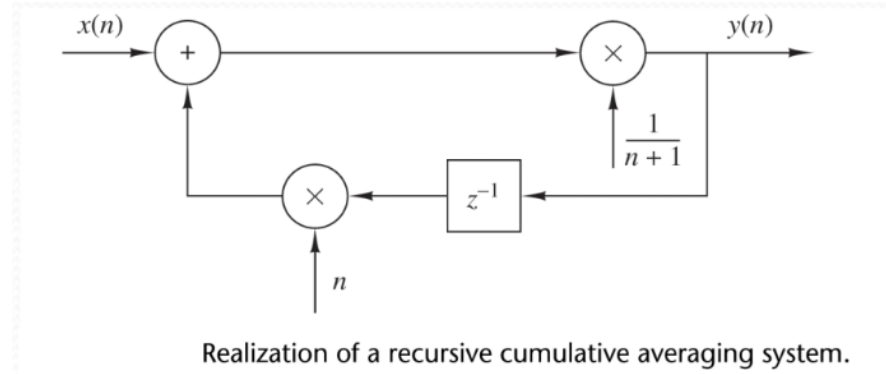 x(n)
y(n)
+
×
1
n + 1
×
z⁻¹
n
Realization of a recursive cumulative averaging system.